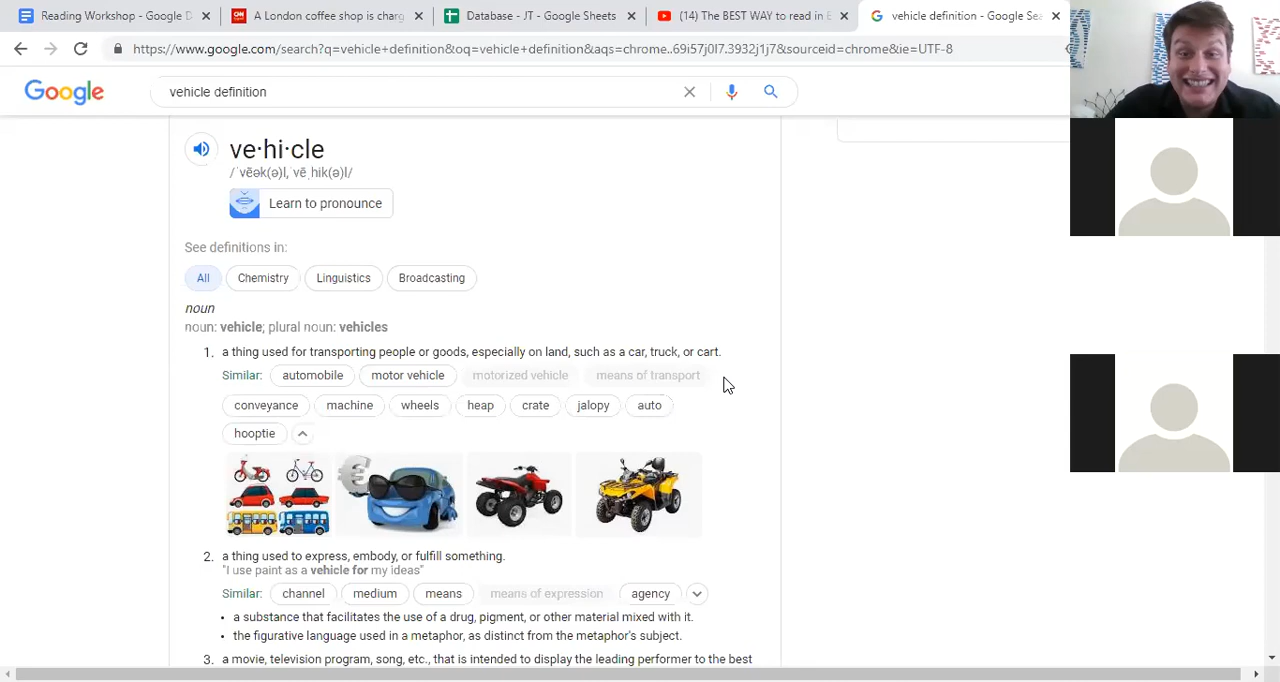 Reading Workshop - Google D
A London coffee shop is charg
Database - JT - Google Sheets
(14) The BEST WAY to read in E
vehicle definition - Google Sea
https://www.google.com/search?q=vehicle+definition&oq=vehicle+definition&aqs=chrome..69i57j0l7.3932j1j7&sourceid=chrome&ie=UTF-8
Google
vehicle definition
ve·hi·cle
/ˈvēək(ə)l, ˈvēˌhik(ə)l/
Learn to pronounce
See definitions in:
All Chemistry Linguistics Broadcasting
noun
noun: vehicle; plural noun: vehicles
1. a thing used for transporting people or goods, especially on land, such as a car, truck, or cart.
Similar: automobile motor vehicle motorized vehicle means of transport
conveyance machine wheels heap crate jalopy auto
hooptie
€
2. a thing used to express, embody, or fulfill something.
"I use paint as a vehicle for my ideas"
Similar: channel medium means means of expression agency
• a substance that facilitates the use of a drug, pigment, or other material mixed with it.
• the figurative language used in a metaphor, as distinct from the metaphor's subject.
3. a movie, television program, song, etc., that is intended to display the leading performer to the best